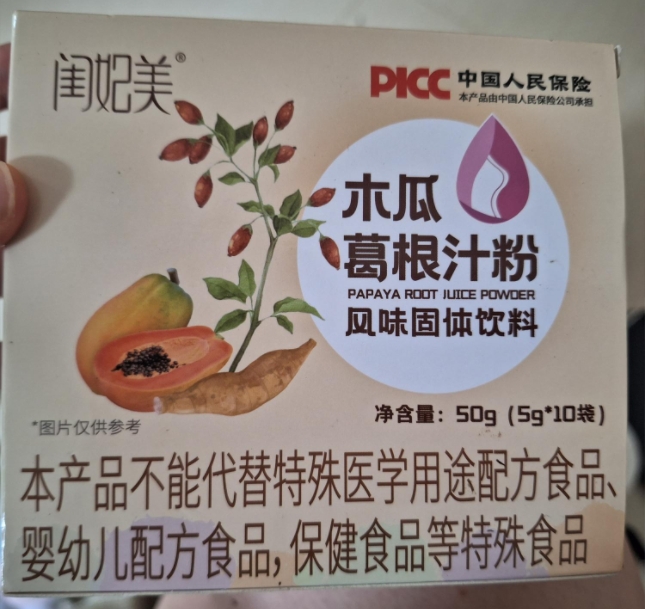 闺妃美®
PICC 中国人民保险
本产品由中国人民保险公司承担
木瓜
葛根汁粉
PAPAYA ROOT JUICE POWDER
风味固体饮料
净含量：50g（5g*10袋）
*图片仅供参考
本产品不能代替特殊医学用途配方食品、
婴幼儿配方食品，保健食品等特殊食品